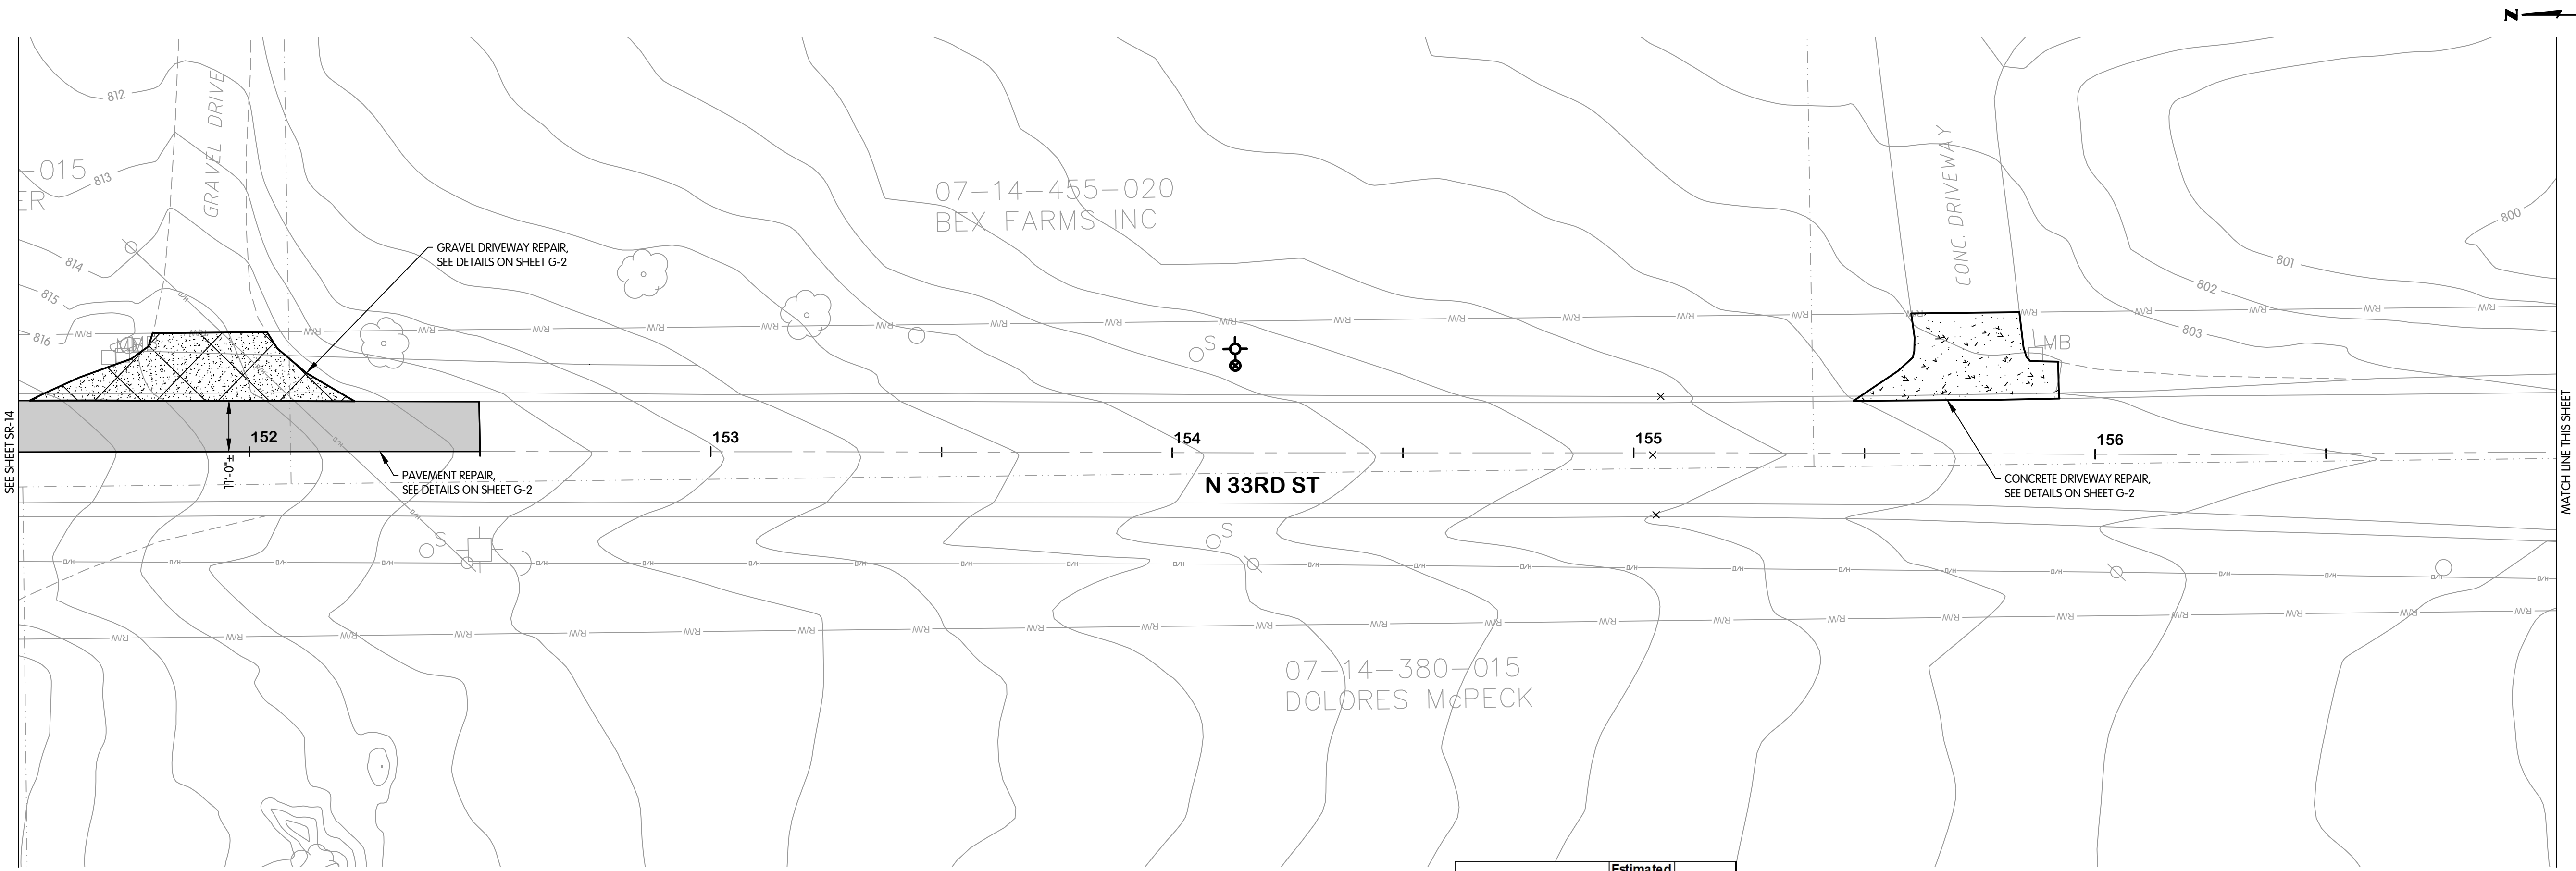 N
812
GRAVEL DRIVE
-015
ER
813
814
815
816
07-14-455-020
BEX FARMS INC
GRAVEL DRIVEWAY REPAIR,
SEE DETAILS ON SHEET G-2
CONC. DRIVEWAY
800
801
802
803
R/W
S
MB
SEE SHEET SR-14
11'-0"±
152
153
154
155
156
PAVEMENT REPAIR,
SEE DETAILS ON SHEET G-2
N 33RD ST
CONCRETE DRIVEWAY REPAIR,
SEE DETAILS ON SHEET G-2
MATCH LINE THIS SHEET
S
S
O/H
R/W
07-14-380-015
DOLORES McPECK
Estimated